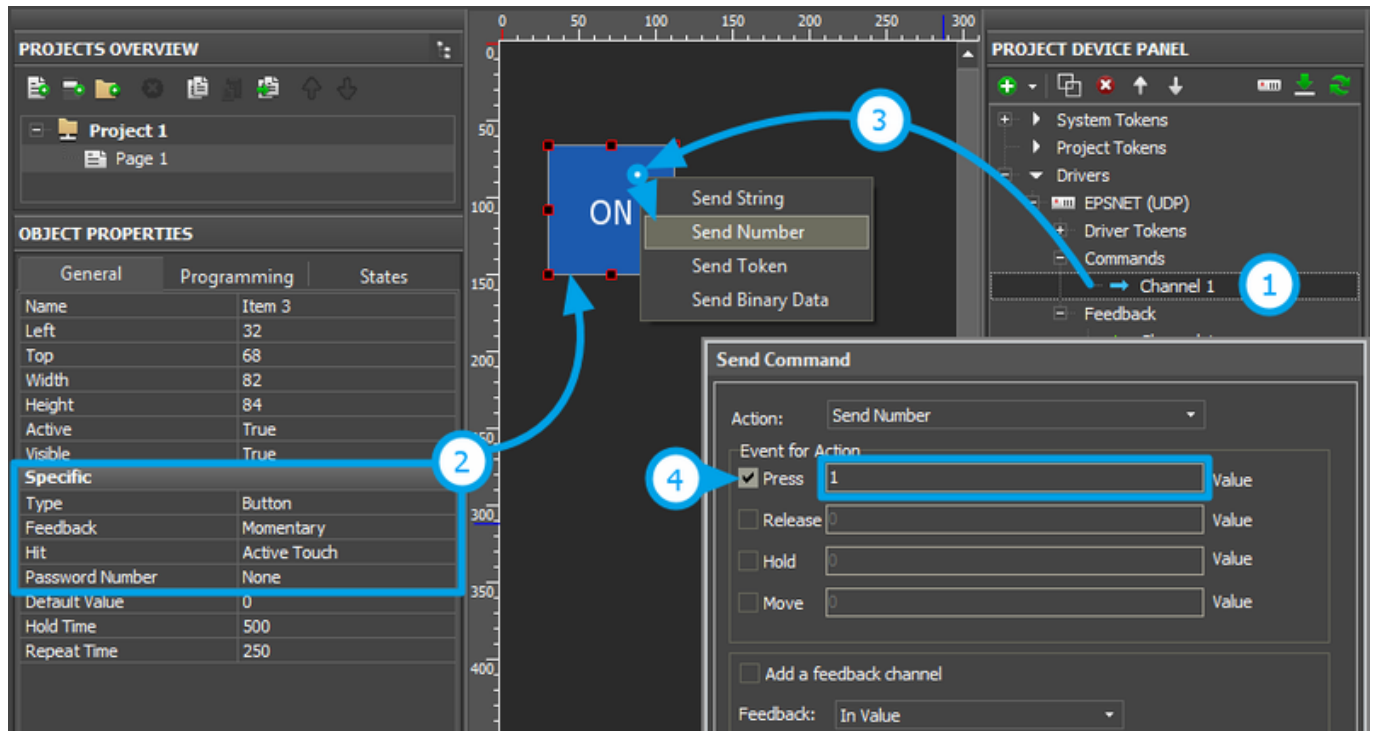 0 50 100 150 200 250 300
PROJECTS OVERVIEW
Project 1
Page 1
OBJECT PROPERTIES
General Programming States
Name Item 3
Left 32
Top 68
Width 82
Height 84
Active True
Visible True
Specific
Type Button
Feedback Momentary
Hit Active Touch
Password Number None
Default Value 0
Hold Time 500
Repeat Time 250
2
0
50
100
150
200
300
350
400
ON
3
Send String
Send Number
Send Token
Send Binary Data
PROJECT DEVICE PANEL
System Tokens
Project Tokens
Drivers
EPSNET (UDP)
Driver Tokens
Commands
Channel 1
1
Feedback
Send Command
Action: Send Number
Event for Action
4
Press 1 Value
Release 0 Value
Hold 0 Value
Move 0 Value
Add a feedback channel
Feedback: In Value